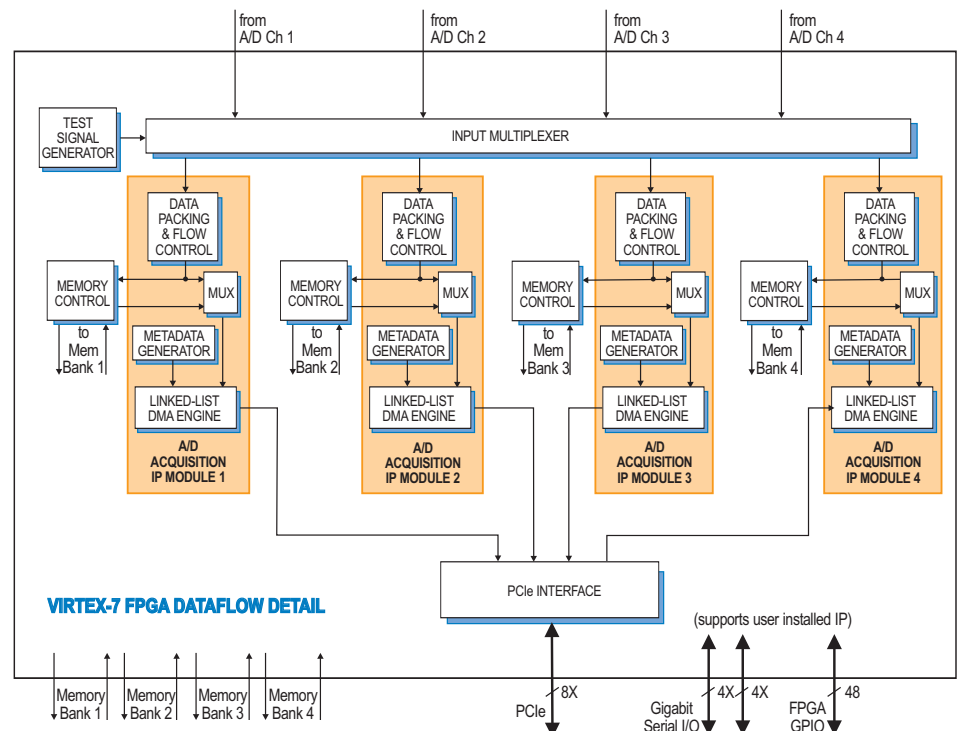 from
A/D Ch 1
from
A/D Ch 2
from
A/D Ch 3
from
A/D Ch 4
TEST
SIGNAL
GENERATOR
INPUT MULTIPLEXER
DATA
PACKING
& FLOW
CONTROL
DATA
PACKING
& FLOW
CONTROL
DATA
PACKING
& FLOW
CONTROL
DATA
PACKING
& FLOW
CONTROL
MEMORY
CONTROL
MUX
MEMORY
CONTROL
MUX
MEMORY
CONTROL
MUX
MEMORY
CONTROL
MUX
to
Mem
Bank 1
METADATA
GENERATOR
to
Mem
Bank 2
METADATA
GENERATOR
to
Mem
Bank 3
METADATA
GENERATOR
to
Mem
Bank 4
METADATA
GENERATOR
LINKED-LIST
DMA ENGINE
LINKED-LIST
DMA ENGINE
LINKED-LIST
DMA ENGINE
LINKED-LIST
DMA ENGINE
A/D
ACQUISITION
IP MODULE 1
A/D
ACQUISITION
IP MODULE 2
A/D
ACQUISITION
IP MODULE 3
A/D
ACQUISITION
IP MODULE 4
PCIe INTERFACE
VIRTEX-7 FPGA DATAFLOW DETAIL
(supports user installed IP)
Memory
Bank 1
Memory
Bank 2
Memory
Bank 3
Memory
Bank 4
8X
PCIe
4X
4X
Gigabit
Serial I/O
48
FPGA
GPIO